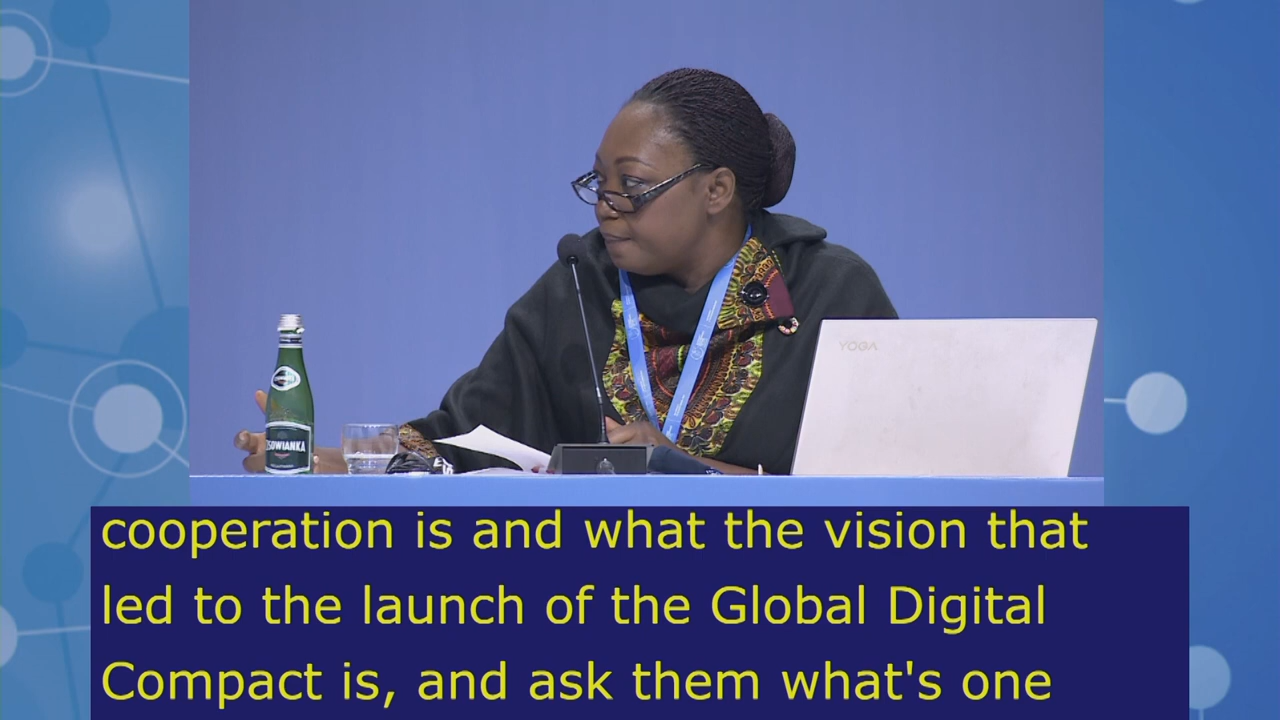 YOGA
cooperation is and what the vision that
led to the launch of the Global Digital
Compact is, and ask them what's one